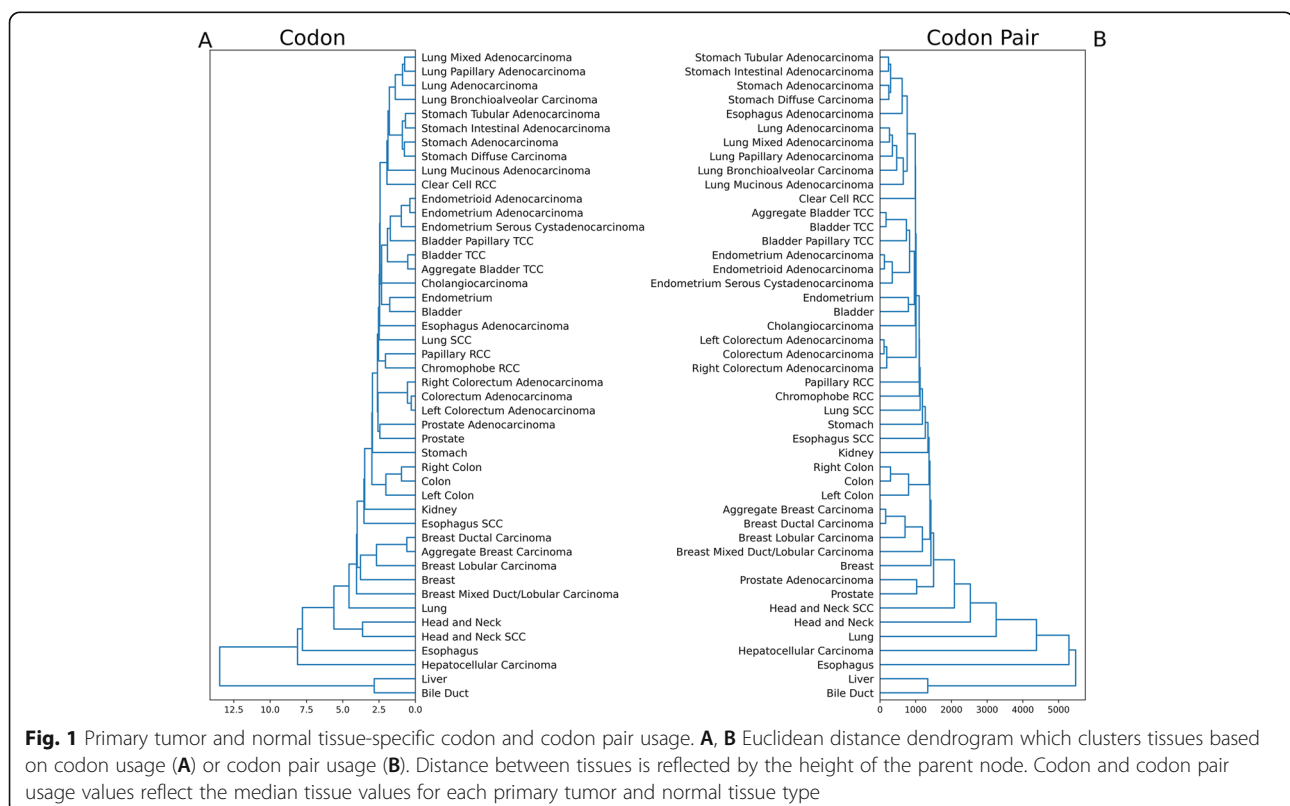 A Codon
Codon Pair B
Lung Mixed Adenocarcinoma
Lung Papillary Adenocarcinoma
Lung Adenocarcinoma
Lung Bronchioalveolar Carcinoma
Stomach Tubular Adenocarcinoma
Stomach Intestinal Adenocarcinoma
Stomach Adenocarcinoma
Stomach Diffuse Carcinoma
Lung Mucinous Adenocarcinoma
Clear Cell RCC
Endometrioid Adenocarcinoma
Endometrium Adenocarcinoma
Endometrium Serous Cystadenocarcinoma
Bladder Papillary TCC
Bladder TCC
Aggregate Bladder TCC
Cholangiocarcinoma
Endometrium
Bladder
Esophagus Adenocarcinoma
Lung SCC
Papillary RCC
Chromophobe RCC
Right Colorectum Adenocarcinoma
Colorectum Adenocarcinoma
Left Colorectum Adenocarcinoma
Prostate Adenocarcinoma
Prostate
Stomach
Right Colon
Colon
Left Colon
Kidney
Esophagus SCC
Breast Ductal Carcinoma
Aggregate Breast Carcinoma
Breast Lobular Carcinoma
Breast
Breast Mixed Duct/Lobular Carcinoma
Lung
Head and Neck
Head and Neck SCC
Esophagus
Hepatocellular Carcinoma
Liver
Bile Duct
12.5 10.0 7.5 5.0 2.5 0.0
Stomach Tubular Adenocarcinoma
Stomach Intestinal Adenocarcinoma
Stomach Adenocarcinoma
Stomach Diffuse Carcinoma
Esophagus Adenocarcinoma
Lung Adenocarcinoma
Lung Mixed Adenocarcinoma
Lung Papillary Adenocarcinoma
Lung Bronchioalveolar Carcinoma
Lung Mucinous Adenocarcinoma
Clear Cell RCC
Aggregate Bladder TCC
Bladder TCC
Bladder Papillary TCC
Endometrium Adenocarcinoma
Endometrioid Adenocarcinoma
Endometrium Serous Cystadenocarcinoma
Endometrium
Bladder
Cholangiocarcinoma
Left Colorectum Adenocarcinoma
Colorectum Adenocarcinoma
Right Colorectum Adenocarcinoma
Papillary RCC
Chromophobe RCC
Lung SCC
Stomach
Esophagus SCC
Kidney
Right Colon
Colon
Left Colon
Aggregate Breast Carcinoma
Breast Ductal Carcinoma
Breast Lobular Carcinoma
Breast Mixed Duct/Lobular Carcinoma
Breast
Prostate Adenocarcinoma
Prostate
Head and Neck SCC
Head and Neck
Lung
Hepatocellular Carcinoma
Esophagus
Liver
Bile Duct
0 1000 2000 3000 4000 5000
Fig. 1 Primary tumor and normal tissue-specific codon and codon pair usage. A, B Euclidean distance dendrogram which clusters tissues based
on codon usage (A) or codon pair usage (B). Distance between tissues is reflected by the height of the parent node. Codon and codon pair
usage values reflect the median tissue values for each primary tumor and normal tissue type